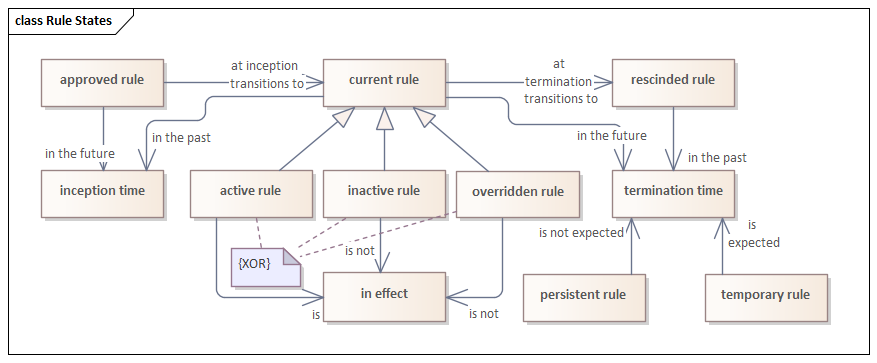 class Rule States
approved rule
at inception
transitions to
current rule
at
termination
transitions to
rescinded rule
in the future
in the past
in the future
in the past
inception time
active rule
inactive rule
overridden rule
termination time
{XOR}
is not
is not expected
is
expected
in effect
persistent rule
temporary rule
is
is not